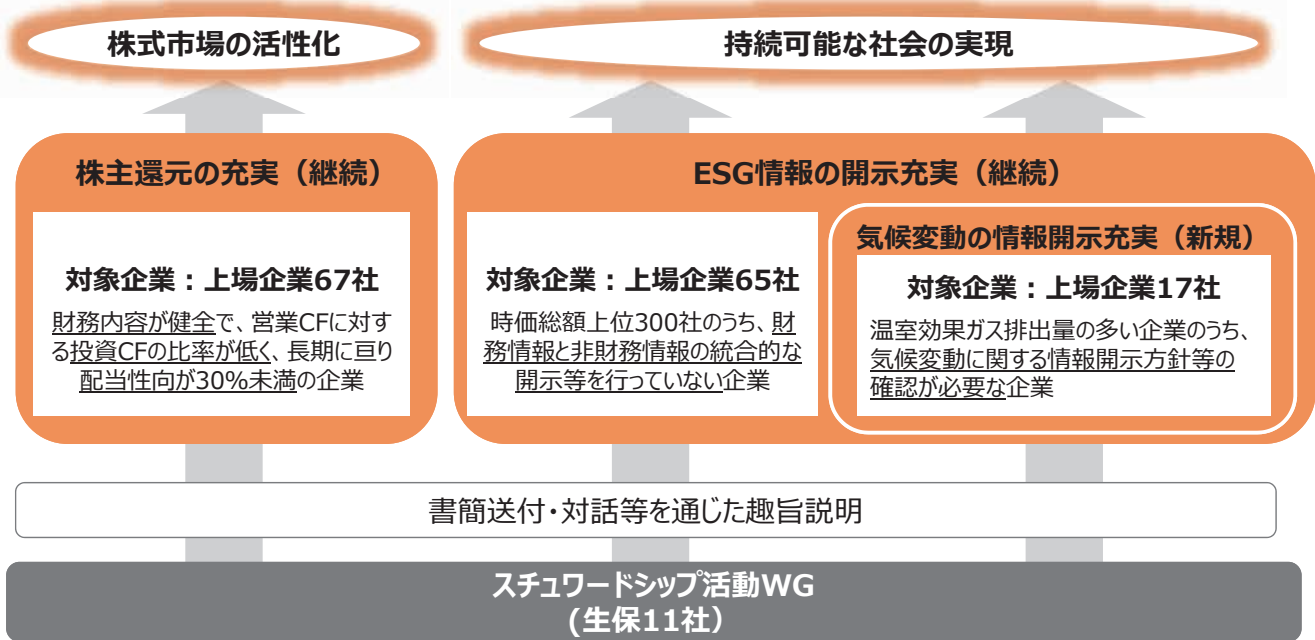 株式市場の活性化
持続可能な社会の実現
株主還元の充実（継続）
対象企業：上場企業67社
財務内容が健全で、営業CFに対す
る投資CFの比率が低く、長期に亘り
配当性向が30%未満の企業
ESG情報の開示充実（継続）
対象企業：上場企業65社
時価総額上位300社のうち、財
務情報と非財務情報の統合的な
開示等を行っていない企業
気候変動の情報開示充実（新規）
対象企業：上場企業17社
温室効果ガス排出量の多い企業のうち、
気候変動に関する情報開示方針等の
確認が必要な企業
書簡送付・対話等を通じた趣旨説明
スチュワードシップ活動WG
(生保11社）